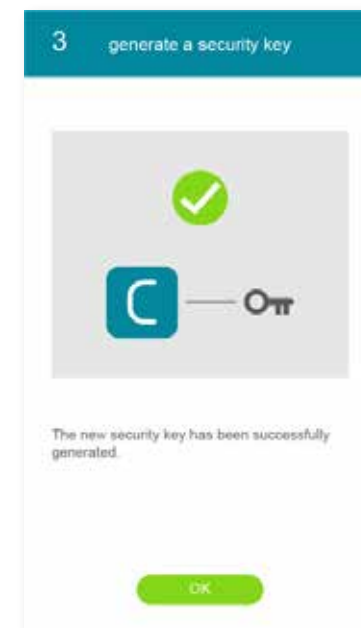 3 generate a security key
C
The new security key has been successfully
generated.
OK